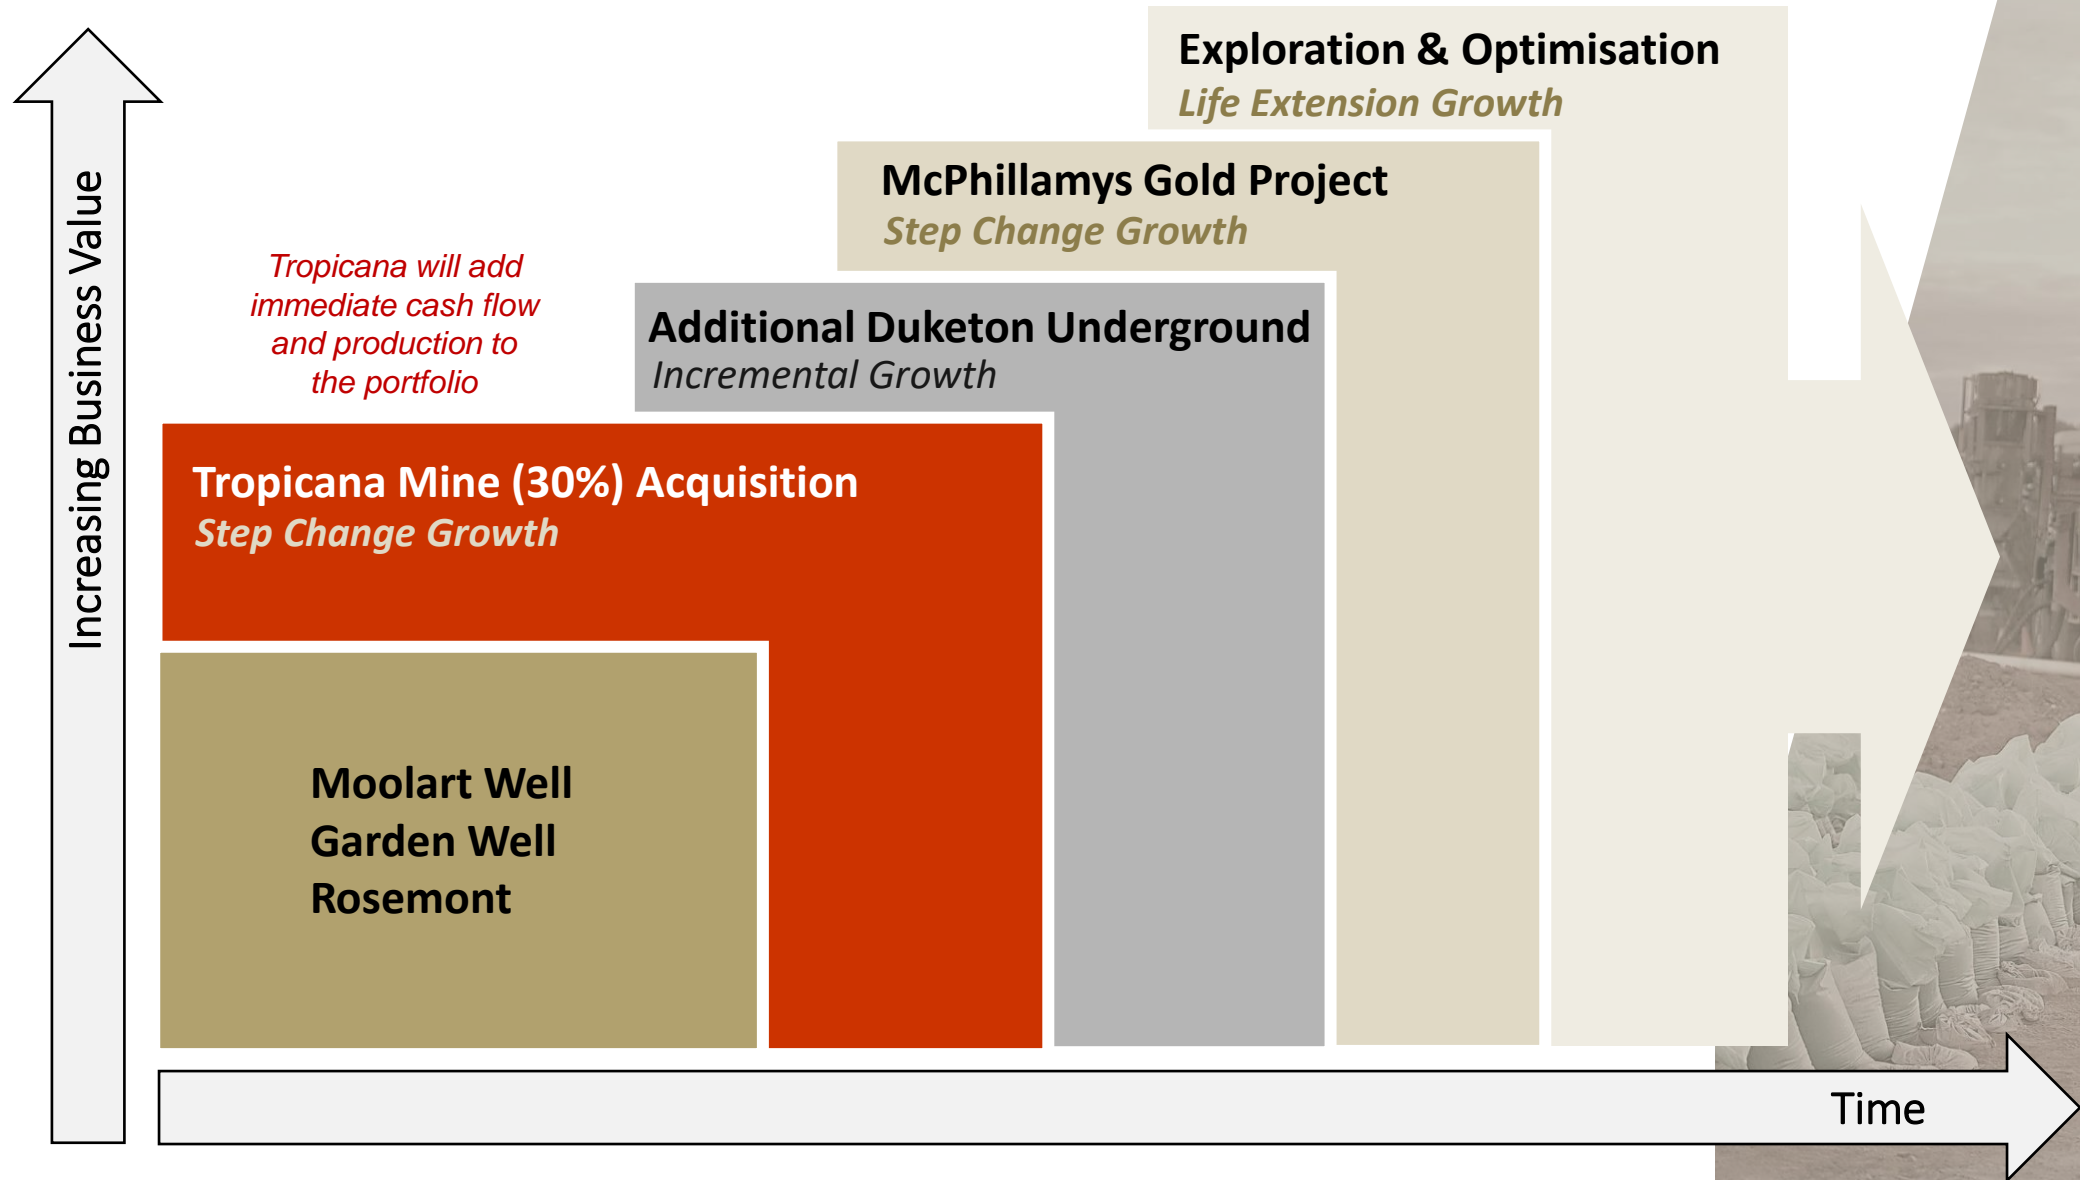 Exploration & Optimisation
Life Extension Growth
McPhillamys Gold Project
Step Change Growth
Tropicana will add
immediate cash flow
and production to
the portfolio
Additional Duketon Underground
Incremental Growth
Tropicana Mine (30%) Acquisition
Step Change Growth
Moolart Well
Garden Well
Rosemont
Increasing Business Value
Time